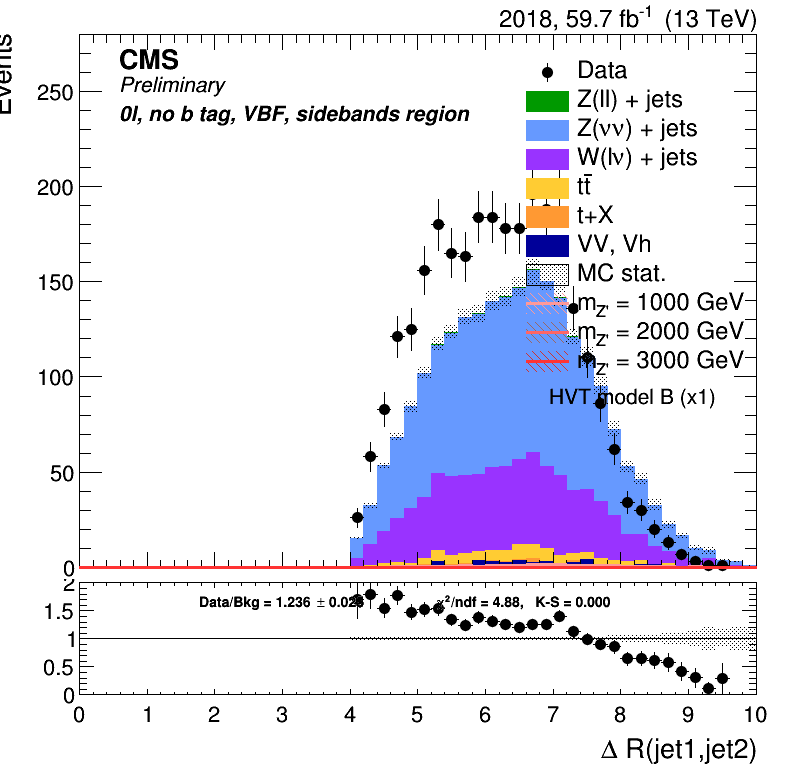 2018, 59.7 fb⁻¹ (13 TeV)
Events
CMS
Preliminary
0l, no b tag, VBF, sidebands region
Data
Z(ll) + jets
Z(νν) + jets
W(lν) + jets
tt̄
t+X
VV, Vh
MC stat.
m_Z' = 1000 GeV
m_Z' = 2000 GeV
m_Z' = 3000 GeV
HVT model B (x1)
250
200
150
100
50
0
2
1.5
1
0.5
0
Data/Bkg = 1.236 ± 0.026 χ²/ndf = 4.88, K-S = 0.000
0 1 2 3 4 5 6 7 8 9 10
Δ R(jet1,jet2)